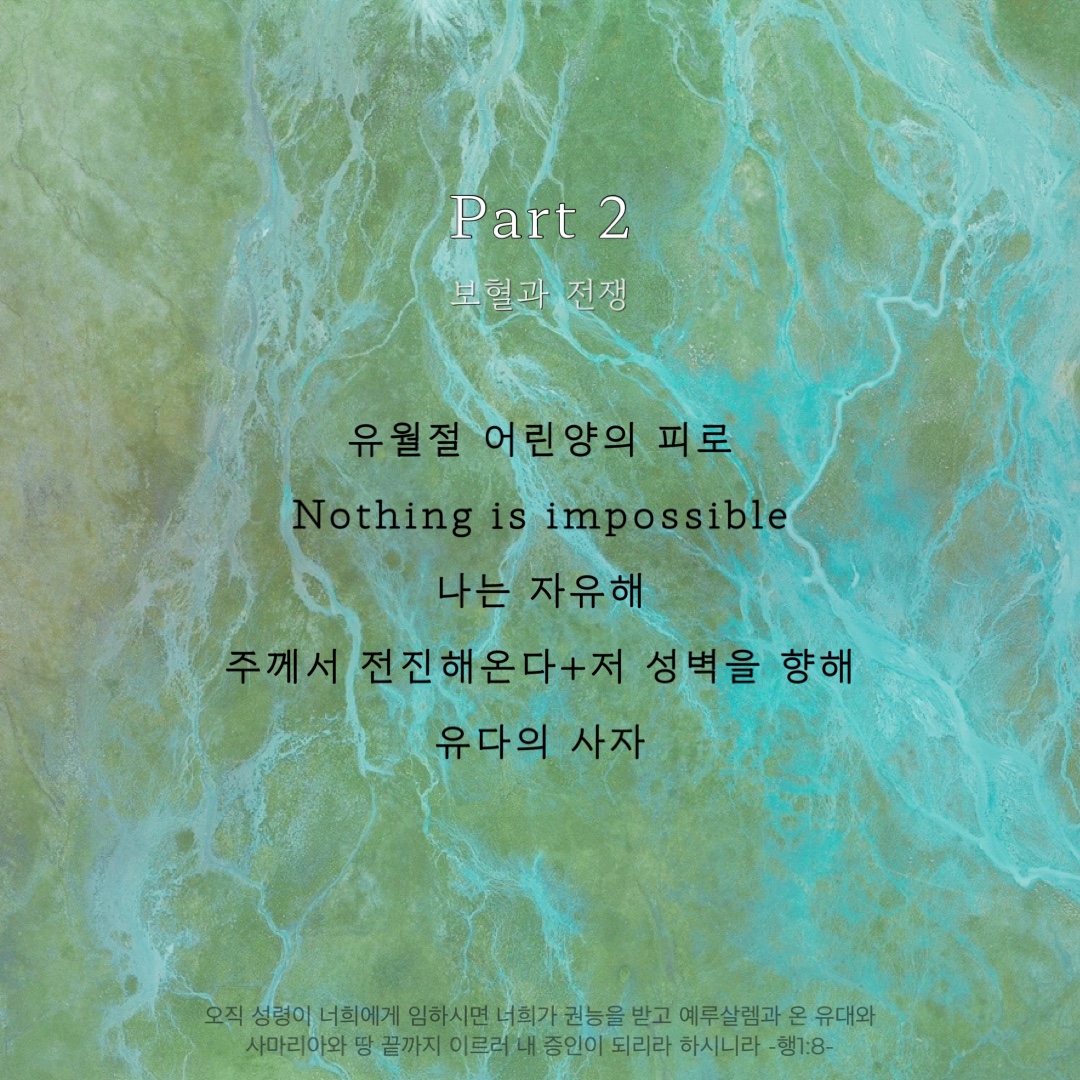 Part 2
보혈과 전쟁
유월절 어린양의 피로
Nothing is impossible
나는 자유해
주께서 전진해온다+저 성벽을 향해
유다의 사자
오직 성령이 너희에게 임하시면 너희가 권능을 받고 예루살렘과 온 유대와
사마리아와 땅 끝까지 이르러 내 증인이 되리라 하시니라 -행1:8-